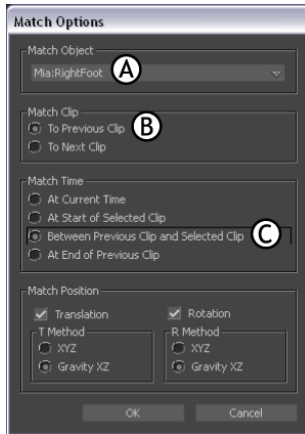 Match Options
Match Object
Mia:RightFoot A
Match Clip
To Previous Clip B
To Next Clip
Match Time
At Current Time
At Start of Selected Clip
Between Previous Clip and Selected Clip C
At End of Previous Clip
Match Position
Translation Rotation
T Method R Method
XYZ XYZ
Gravity XZ Gravity XZ
OK Cancel